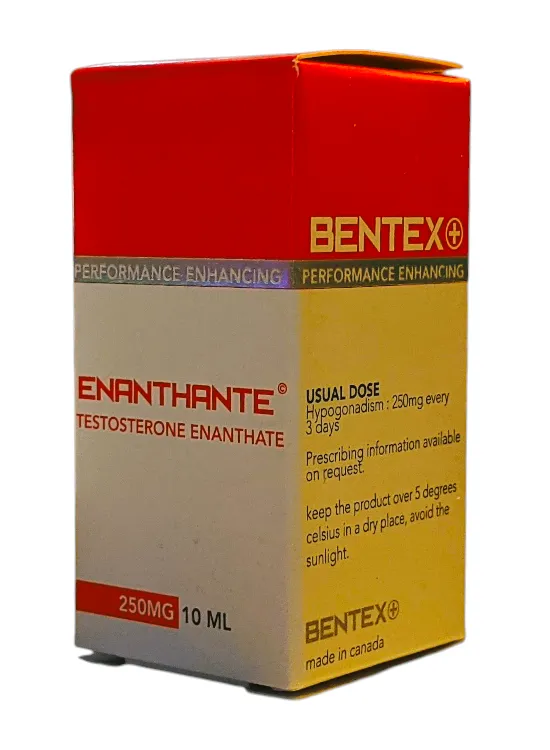 PERFORMANCE ENHANCING
ENANTHANTE©
TESTOSTERONE ENANTHATE
250MG 10 ML
BENTEX
PERFORMANCE ENHANCING
USUAL DOSE
Hypogonadism : 250mg every
3 days
Prescribing information available
on request.
keep the product over 5 degrees
celsius in a dry place, avoid the
sunlight.
BENTEX
made in canada